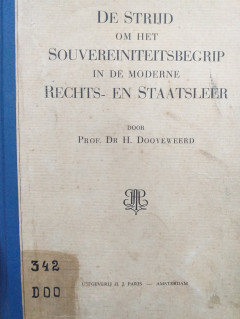 DE STRIJD
OM HET
SOUVEREINITEITSBEGRIP
IN DE MODERNE
RECHTS- EN STAATSLEER
DOOR
PROF. DR H. DOOYEWEERD
342
DOO
UITGEVERIJ H. J. PARIS — AMSTERDAM